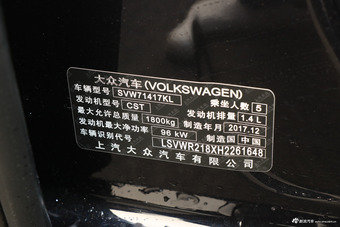 大众汽车(VOLKSWAGEN)
车辆型号 SVW71417KL 乘坐人数 5
发动机型号 CST 发动机排量 1.4 L
最大允许总质量 1800kg 制造年月 2017.12
发动机最大净功率 96 kW 制造国 中国
车辆识别代号 LSVWR218XH2261648
上汽大众汽车有限公司